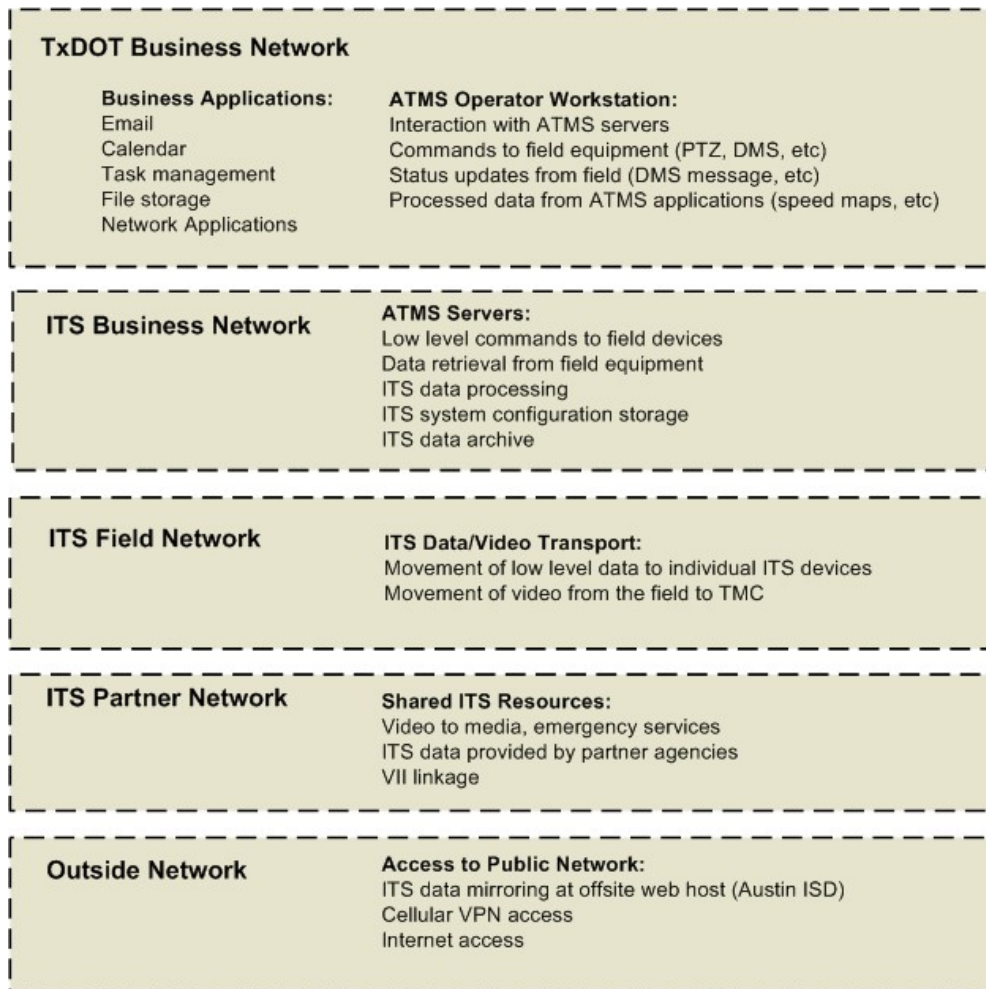 TxDOT Business Network
Business Applications:
Email
Calendar
Task management
File storage
Network Applications
ATMS Operator Workstation:
Interaction with ATMS servers
Commands to field equipment (PTZ, DMS, etc)
Status updates from field (DMS message, etc)
Processed data from ATMS applications (speed maps, etc)
ITS Business Network
ATMS Servers:
Low level commands to field devices
Data retrieval from field equipment
ITS data processing
ITS system configuration storage
ITS data archive
ITS Field Network
ITS Data/Video Transport:
Movement of low level data to individual ITS devices
Movement of video from the field to TMC
ITS Partner Network
Shared ITS Resources:
Video to media, emergency services
ITS data provided by partner agencies
VII linkage
Outside Network
Access to Public Network:
ITS data mirroring at offsite web host (Austin ISD)
Cellular VPN access
Internet access